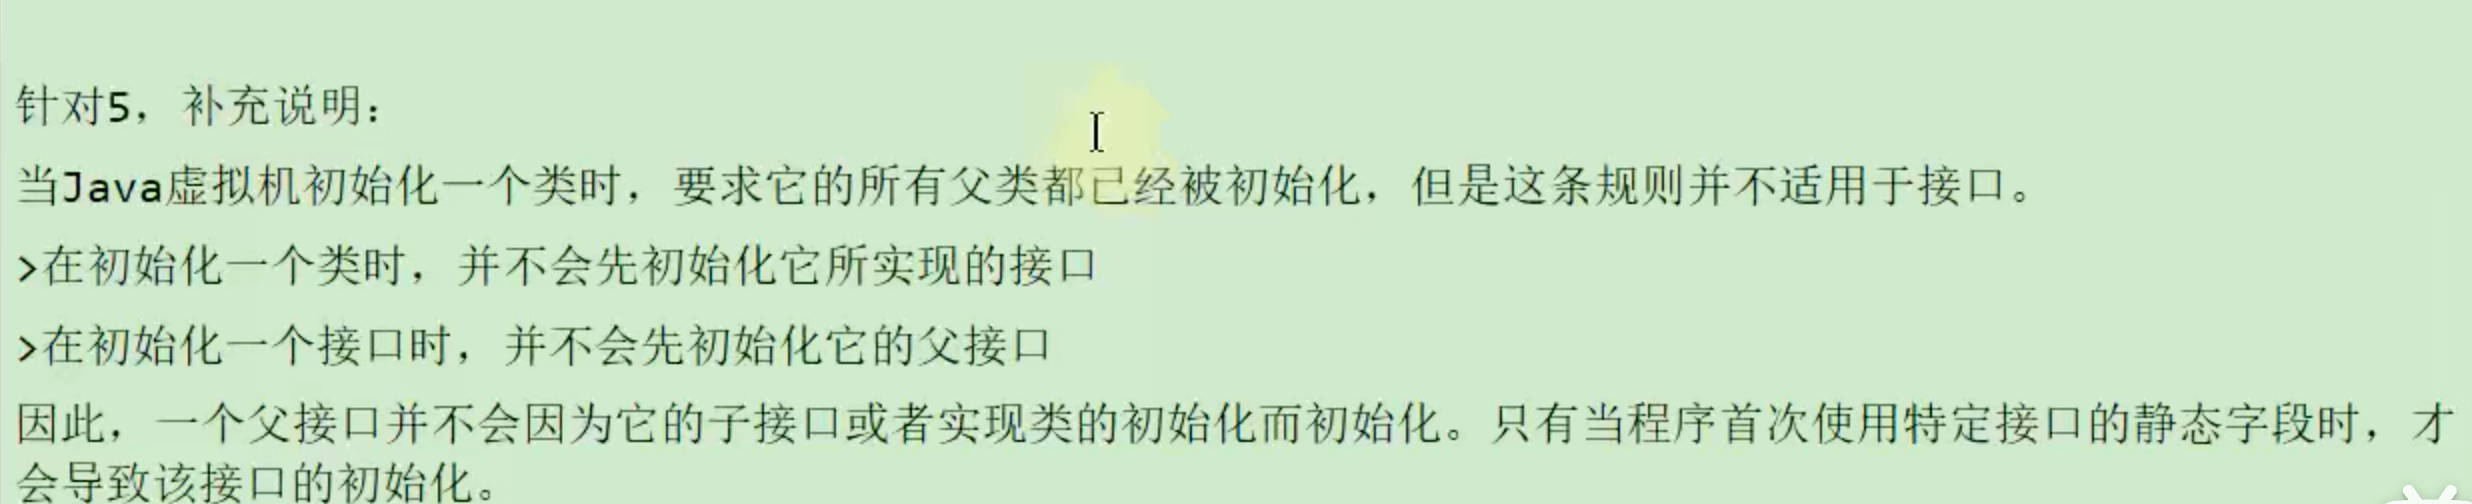 针对5，补充说明：
当Java虚拟机初始化一个类时，要求它的所有父类都已经被初始化，但是这条规则并不适用于接口。
>在初始化一个类时，并不会先初始化它所实现的接口
>在初始化一个接口时，并不会先初始化它的父接口
因此，一个父接口并不会因为它的子接口或者实现类的初始化而初始化。只有当程序首次使用特定接口的静态字段时，才
会导致该接口的初始化。